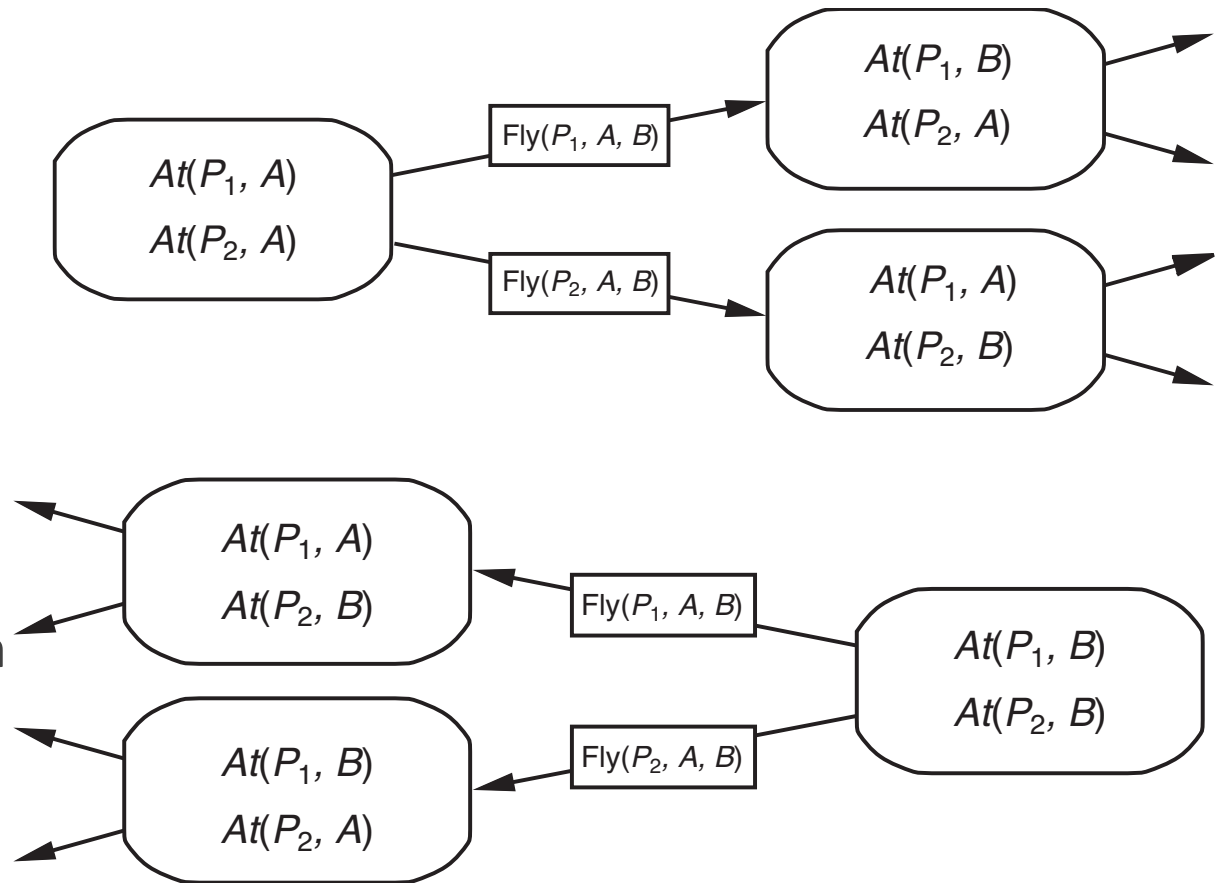 At(P₁, A)
At(P₂, A)
Fly(P₁, A, B)
Fly(P₂, A, B)
At(P₁, B)
At(P₂, A)
At(P₁, A)
At(P₂, B)
At(P₁, A)
At(P₂, B)
At(P₁, B)
At(P₂, A)
Fly(P₁, A, B)
Fly(P₂, A, B)
At(P₁, B)
At(P₂, B)